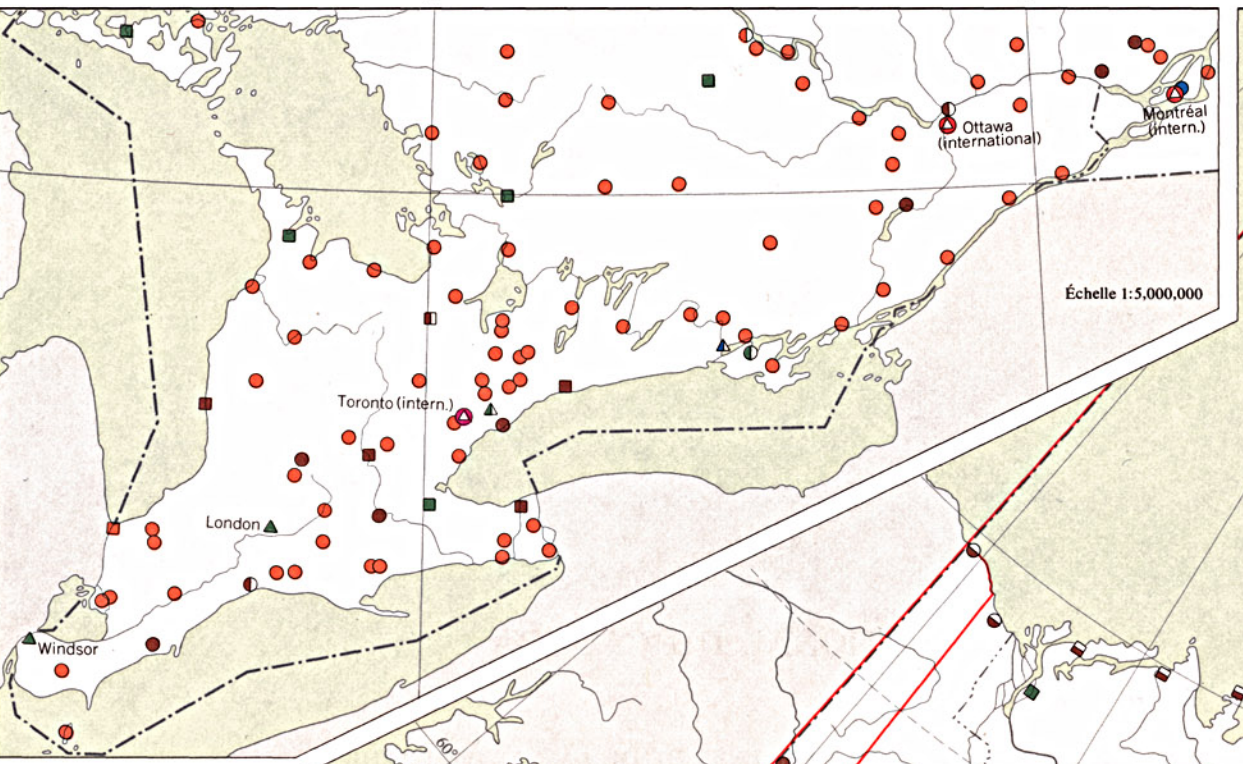 Ottawa
(international)
Montréal
(intern.)
Échelle 1:5,000,000
Toronto (intern.)
London
Windsor
60°